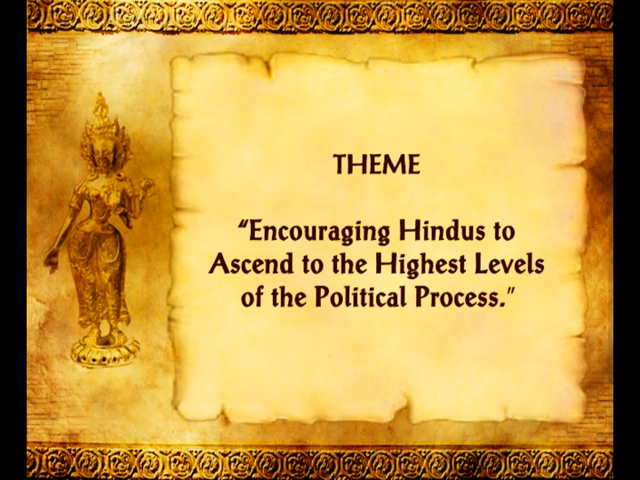 THEME
“Encouraging Hindus to
Ascend to the Highest Levels
of the Political Process."